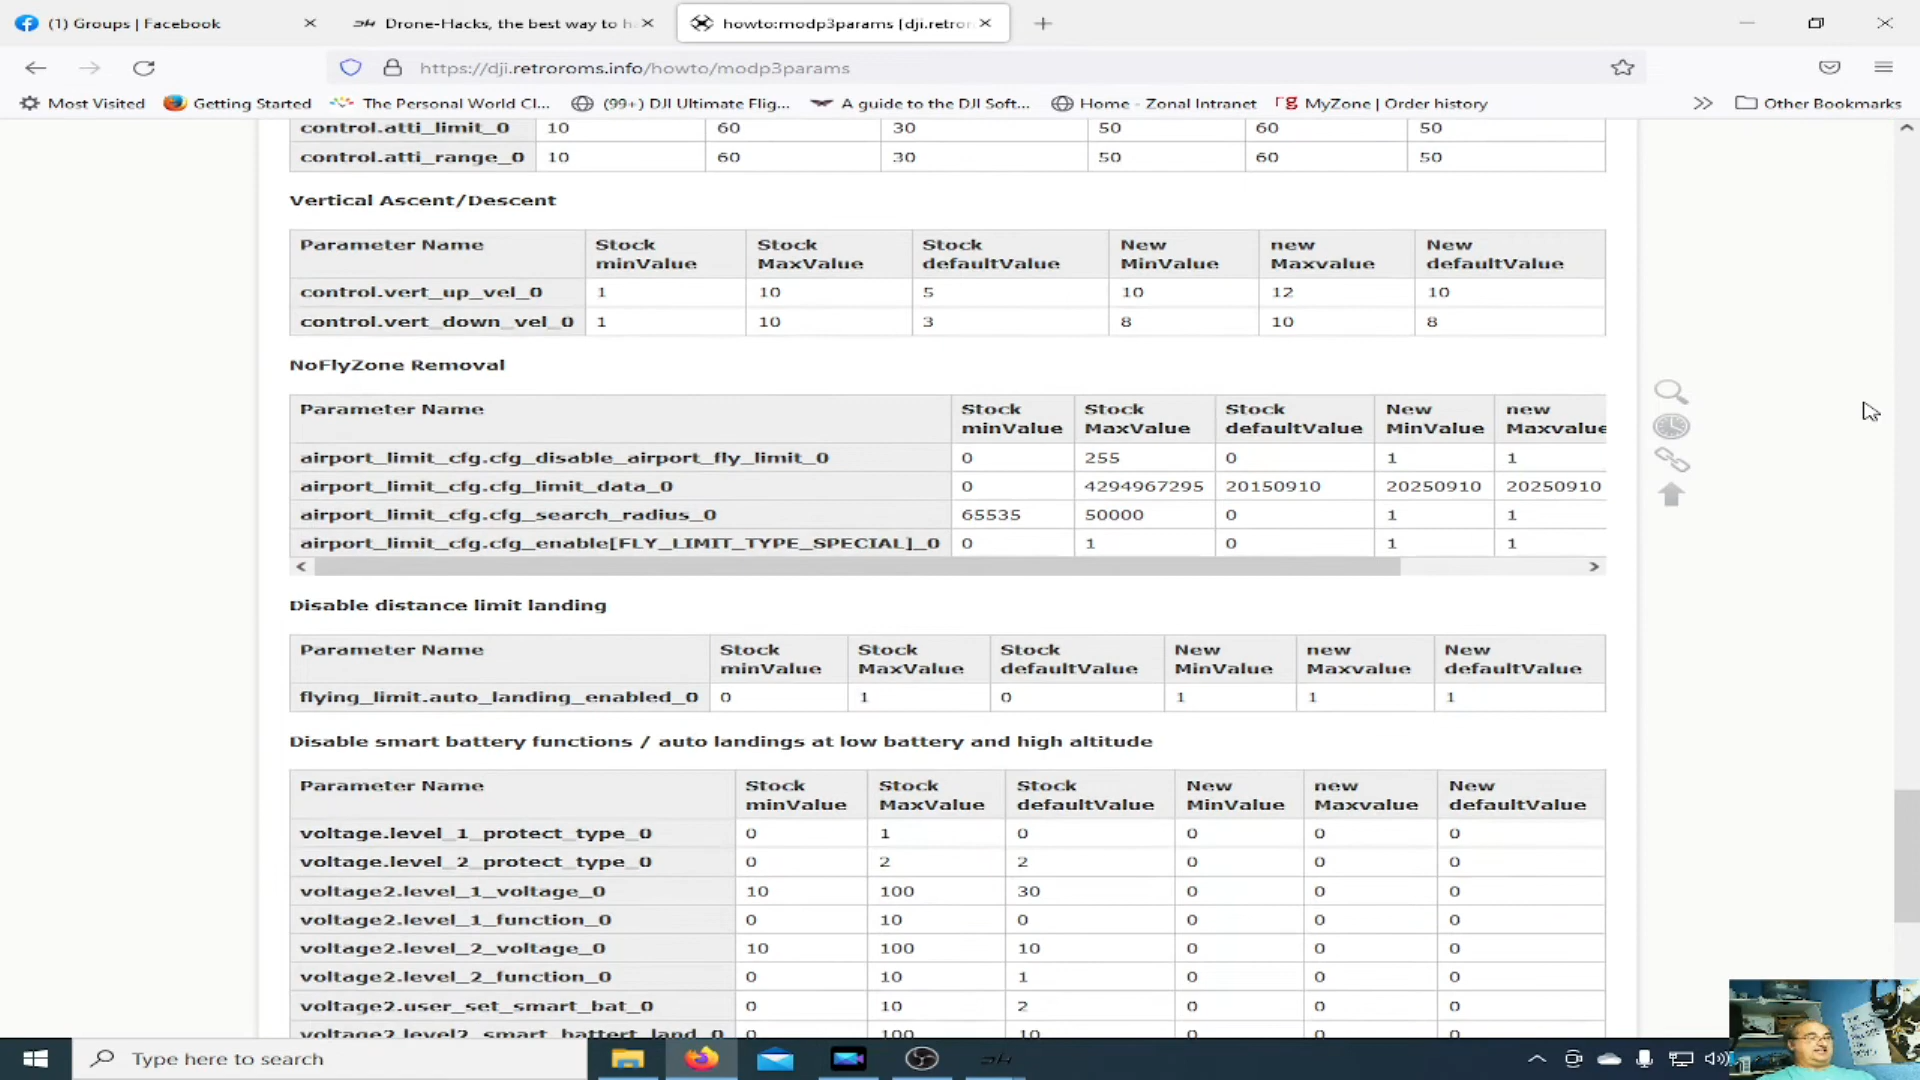 (1) Groups | Facebook
Drone-Hacks, the best way to h
howto:modp3params [dji.retror
https://dji.retroroms.info/howto/modp3params
Most Visited Getting Started The Personal World Cl... (99+) DJI Ultimate Flig... A guide to the DJI Soft... Home - Zonal Intranet MyZone | Order history >> Other Bookmarks
control.atti_limit_0 10 60 30 50 60 50
control.atti_range_0 10 60 30 50 60 50
Vertical Ascent/Descent
Parameter Name Stock minValue Stock MaxValue Stock defaultValue New MinValue new Maxvalue New defaultValue
control.vert_up_vel_0 1 10 5 10 12 10
control.vert_down_vel_0 1 10 3 8 10 8
NoFlyZone Removal
Parameter Name Stock minValue Stock MaxValue Stock defaultValue New MinValue new Maxvalue
airport_limit_cfg.cfg_disable_airport_fly_limit_0 0 255 0 1 1
airport_limit_cfg.cfg_limit_data_0 0 4294967295 20150910 20250910 20250910
airport_limit_cfg.cfg_search_radius_0 65535 50000 0 1 1
airport_limit_cfg.cfg_enable[FLY_LIMIT_TYPE_SPECIAL]_0 0 1 0 1 1
Disable distance limit landing
Parameter Name Stock minValue Stock MaxValue Stock defaultValue New MinValue new Maxvalue New defaultValue
flying_limit.auto_landing_enabled_0 0 1 0 1 1 1
Disable smart battery functions / auto landings at low battery and high altitude
Parameter Name Stock minValue Stock MaxValue Stock defaultValue New MinValue new Maxvalue New defaultValue
voltage.level_1_protect_type_0 0 1 0 0 0 0
voltage.level_2_protect_type_0 0 2 2 0 0 0
voltage2.level_1_voltage_0 10 100 30 0 0 0
voltage2.level_1_function_0 0 10 0 0 0 0
voltage2.level_2_voltage_0 10 100 10 0 0 0
voltage2.level_2_function_0 0 10 1 0 0 0
voltage2.user_set_smart_bat_0 0 10 2 0 0 0
voltage2.level2_smart_battert_land_0 0 100 10 0 0 0
Type here to search